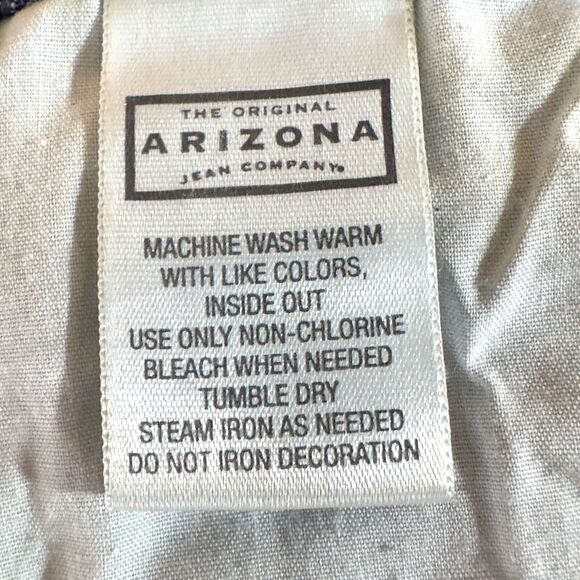 THE ORIGINAL
ARIZONA
JEAN COMPANY®
MACHINE WASH WARM
WITH LIKE COLORS,
INSIDE OUT
USE ONLY NON-CHLORINE
BLEACH WHEN NEEDED
TUMBLE DRY
STEAM IRON AS NEEDED
DO NOT IRON DECORATION